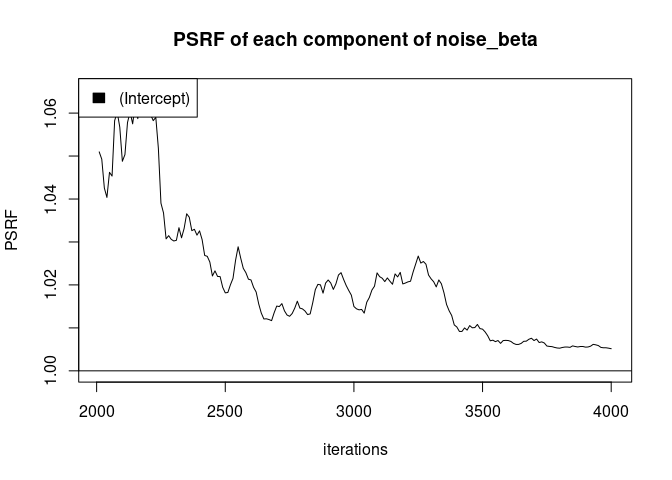 PSRF of each component of noise_beta
(Intercept)
PSRF
1.06
1.04
1.02
1.00
2000 2500 3000 3500 4000
iterations